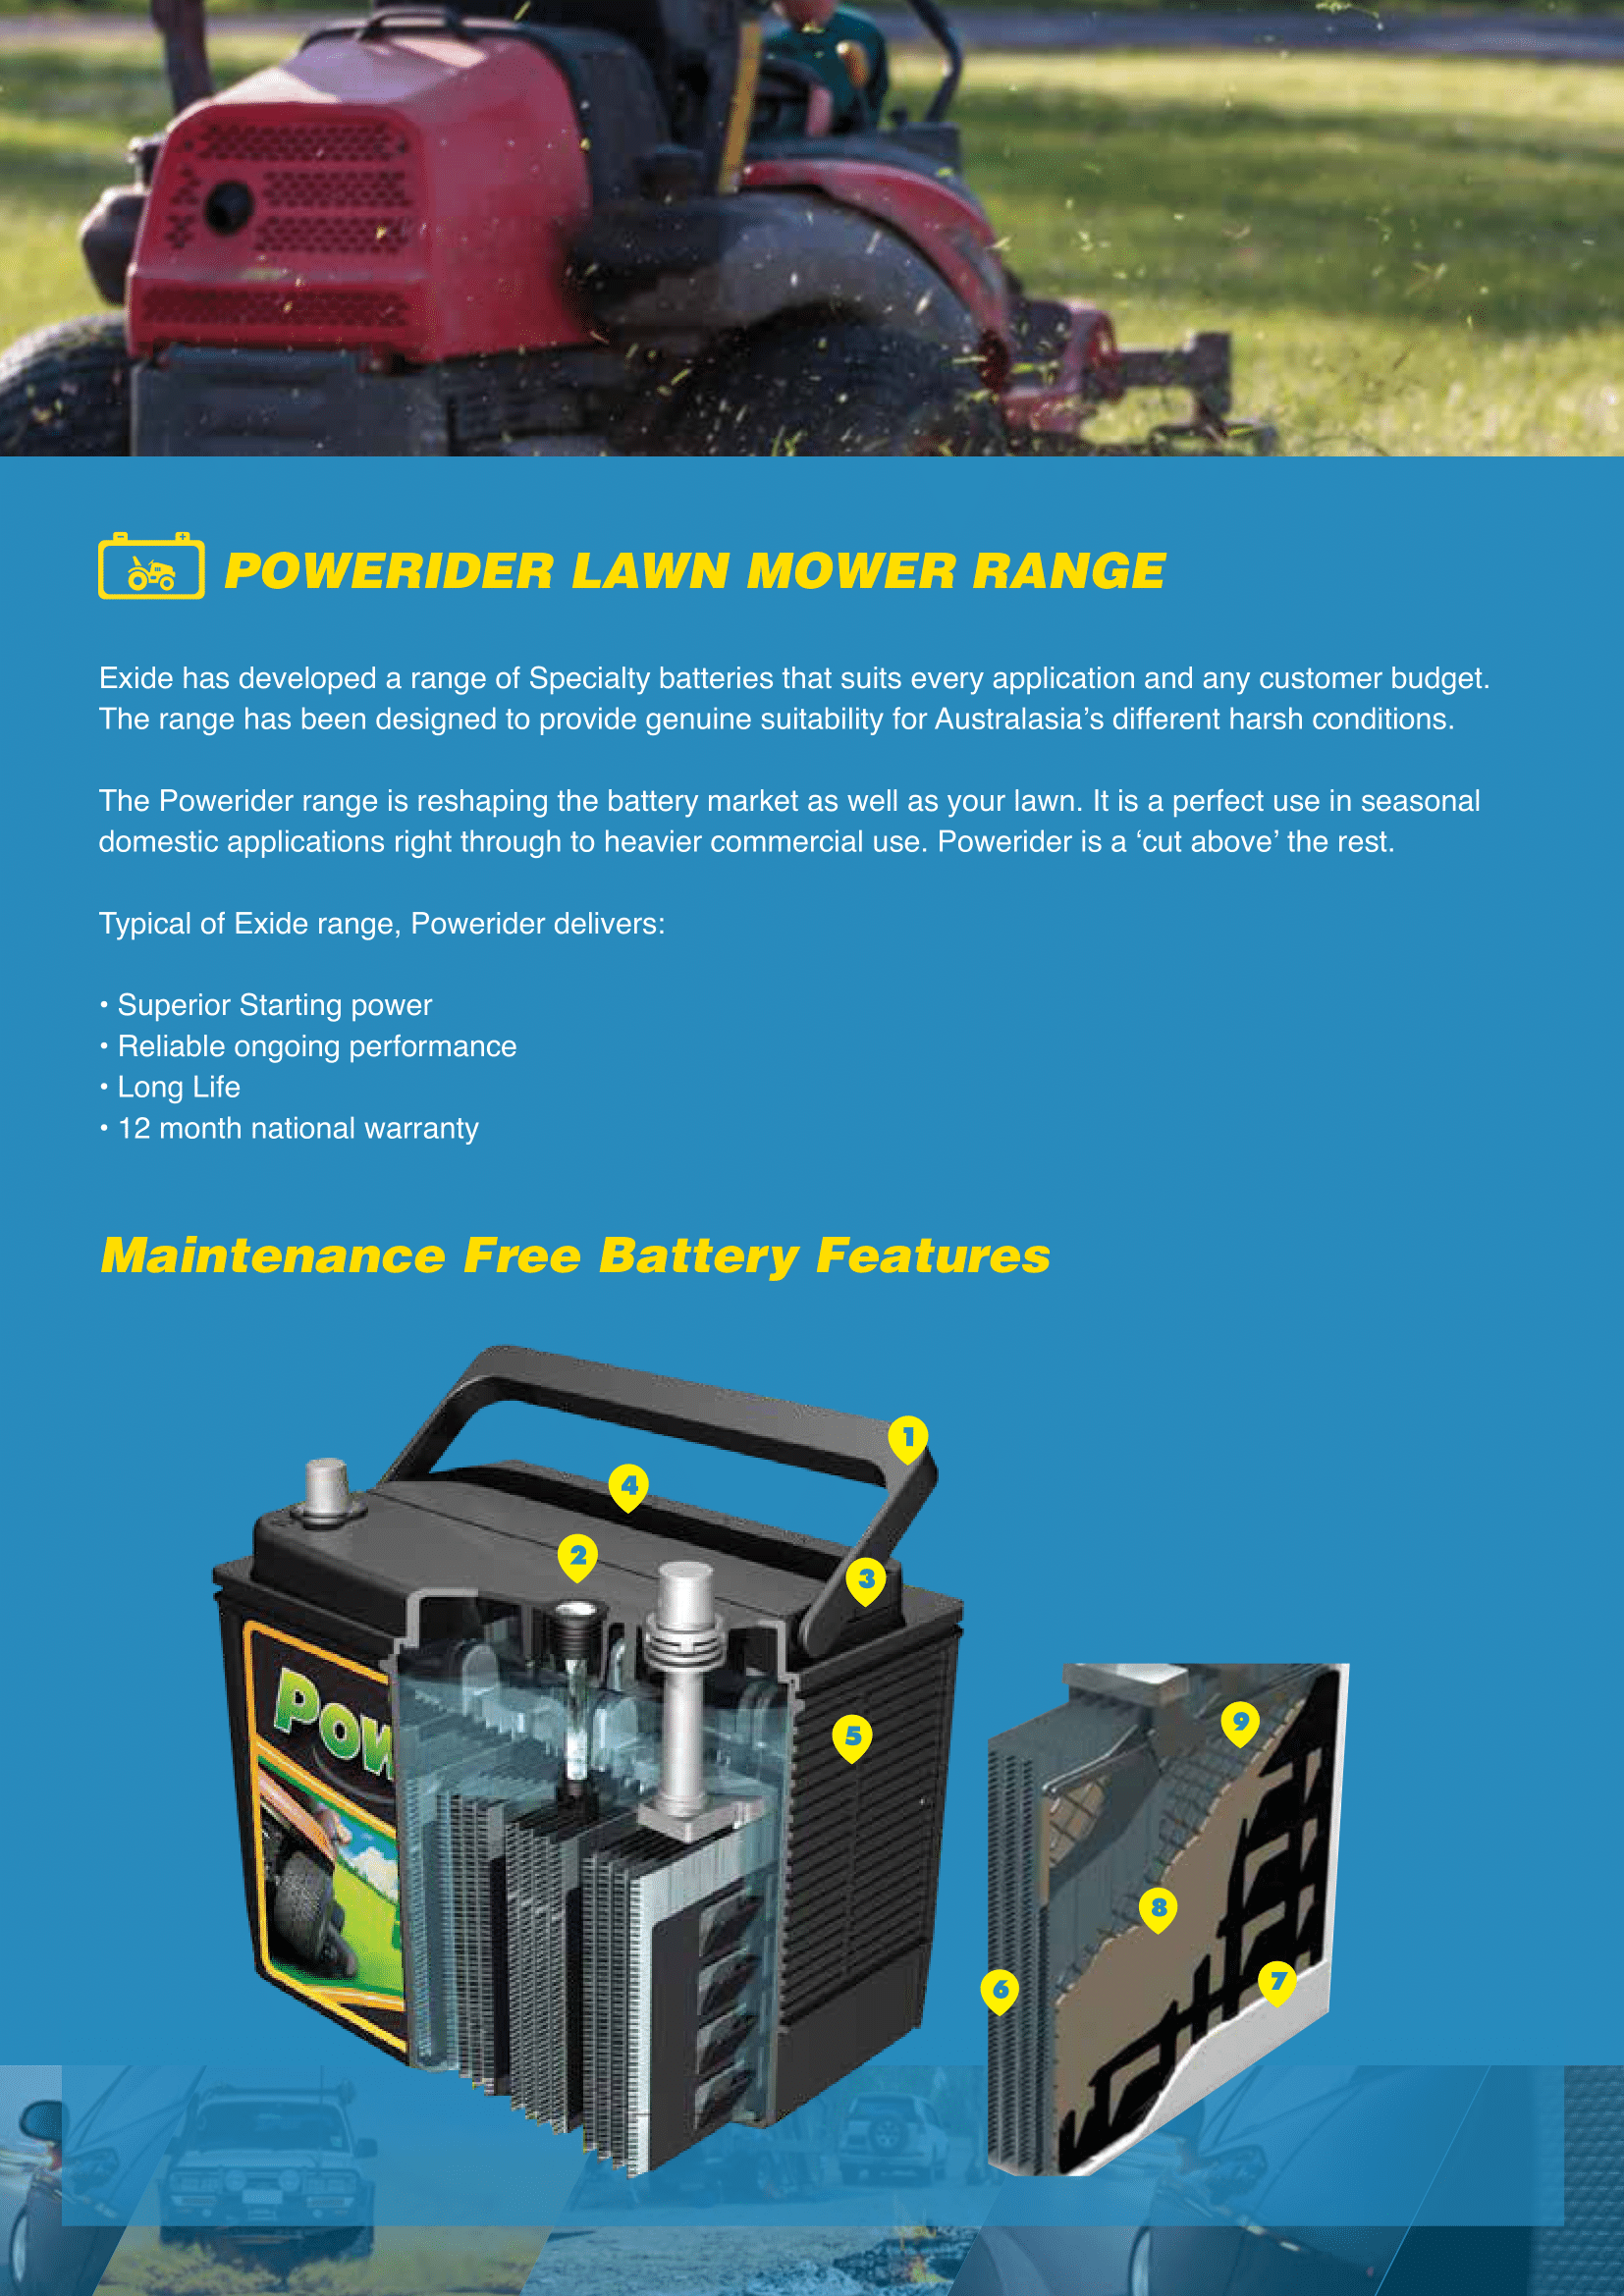 POWERIDER LAWN MOWER RANGE
Exide has developed a range of Specialty batteries that suits every application and any customer budget.
The range has been designed to provide genuine suitability for Australasia’s different harsh conditions.
The Powerider range is reshaping the battery market as well as your lawn. It is a perfect use in seasonal
domestic applications right through to heavier commercial use. Powerider is a ‘cut above’ the rest.
Typical of Exide range, Powerider delivers:
• Superior Starting power
• Reliable ongoing performance
• Long Life
• 12 month national warranty
Maintenance Free Battery Features
1
4
2
3
5
Pow
9
8
7
6